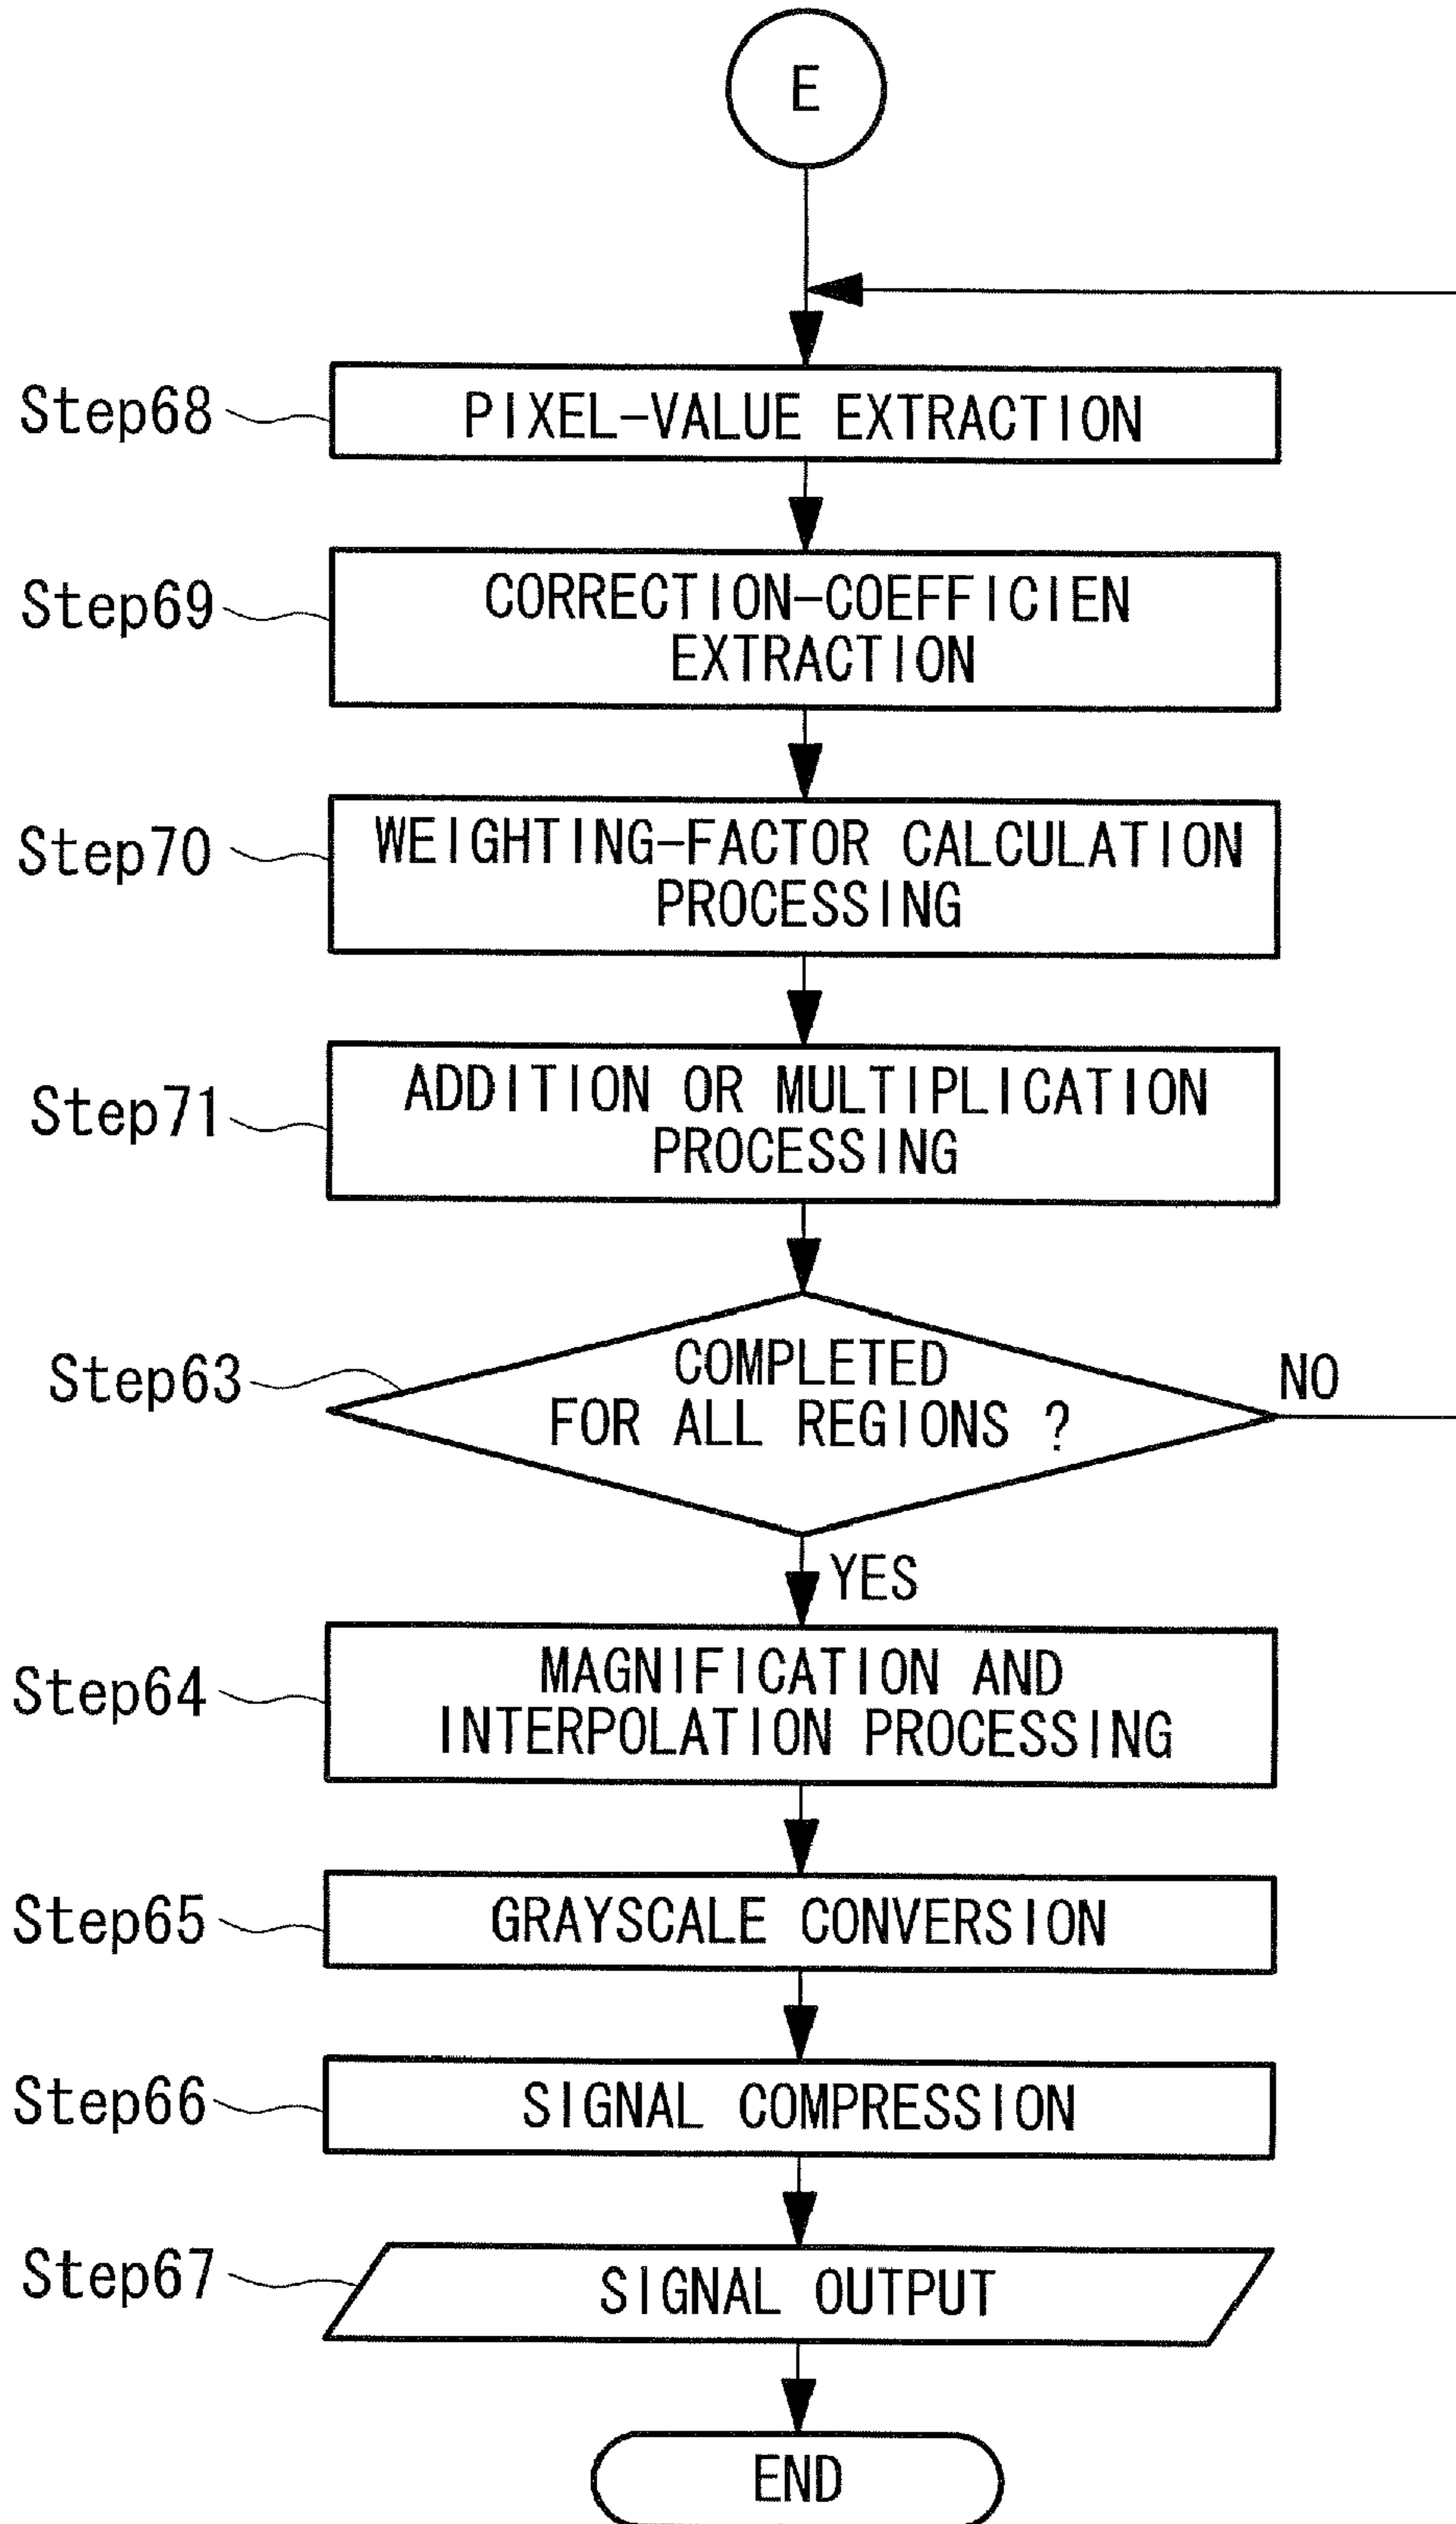 E
Step68
PIXEL-VALUE EXTRACTION
Step69
CORRECTION-COEFFICIEN
EXTRACTION
Step70
WEIGHTING-FACTOR CALCULATION
PROCESSING
Step71
ADDITION OR MULTIPLICATION
PROCESSING
Step63
COMPLETED
FOR ALL REGIONS ?
NO
YES
Step64
MAGNIFICATION AND
INTERPOLATION PROCESSING
Step65
GRAYSCALE CONVERSION
Step66
SIGNAL COMPRESSION
Step67
SIGNAL OUTPUT
END